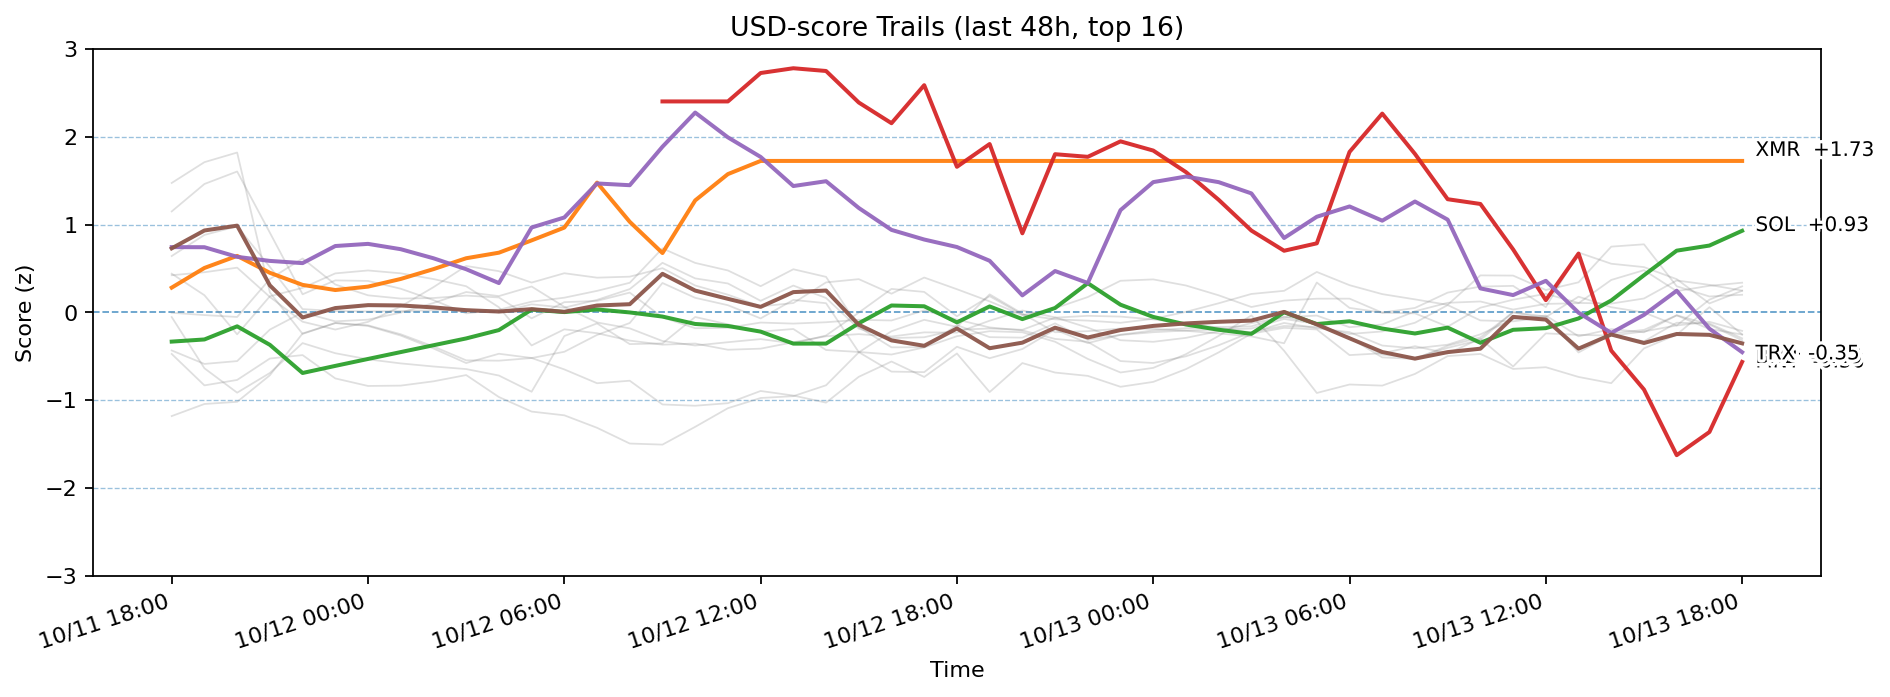 USD-score Trails (last 48h, top 16)
Score (z)
3
2
1
0
−1
−2
−3
XMR +1.73
SOL +0.93
TRX -0.35
10/11 18:00
10/12 00:00
10/12 06:00
10/12 12:00
10/12 18:00
10/13 00:00
10/13 06:00
10/13 12:00
10/13 18:00
Time